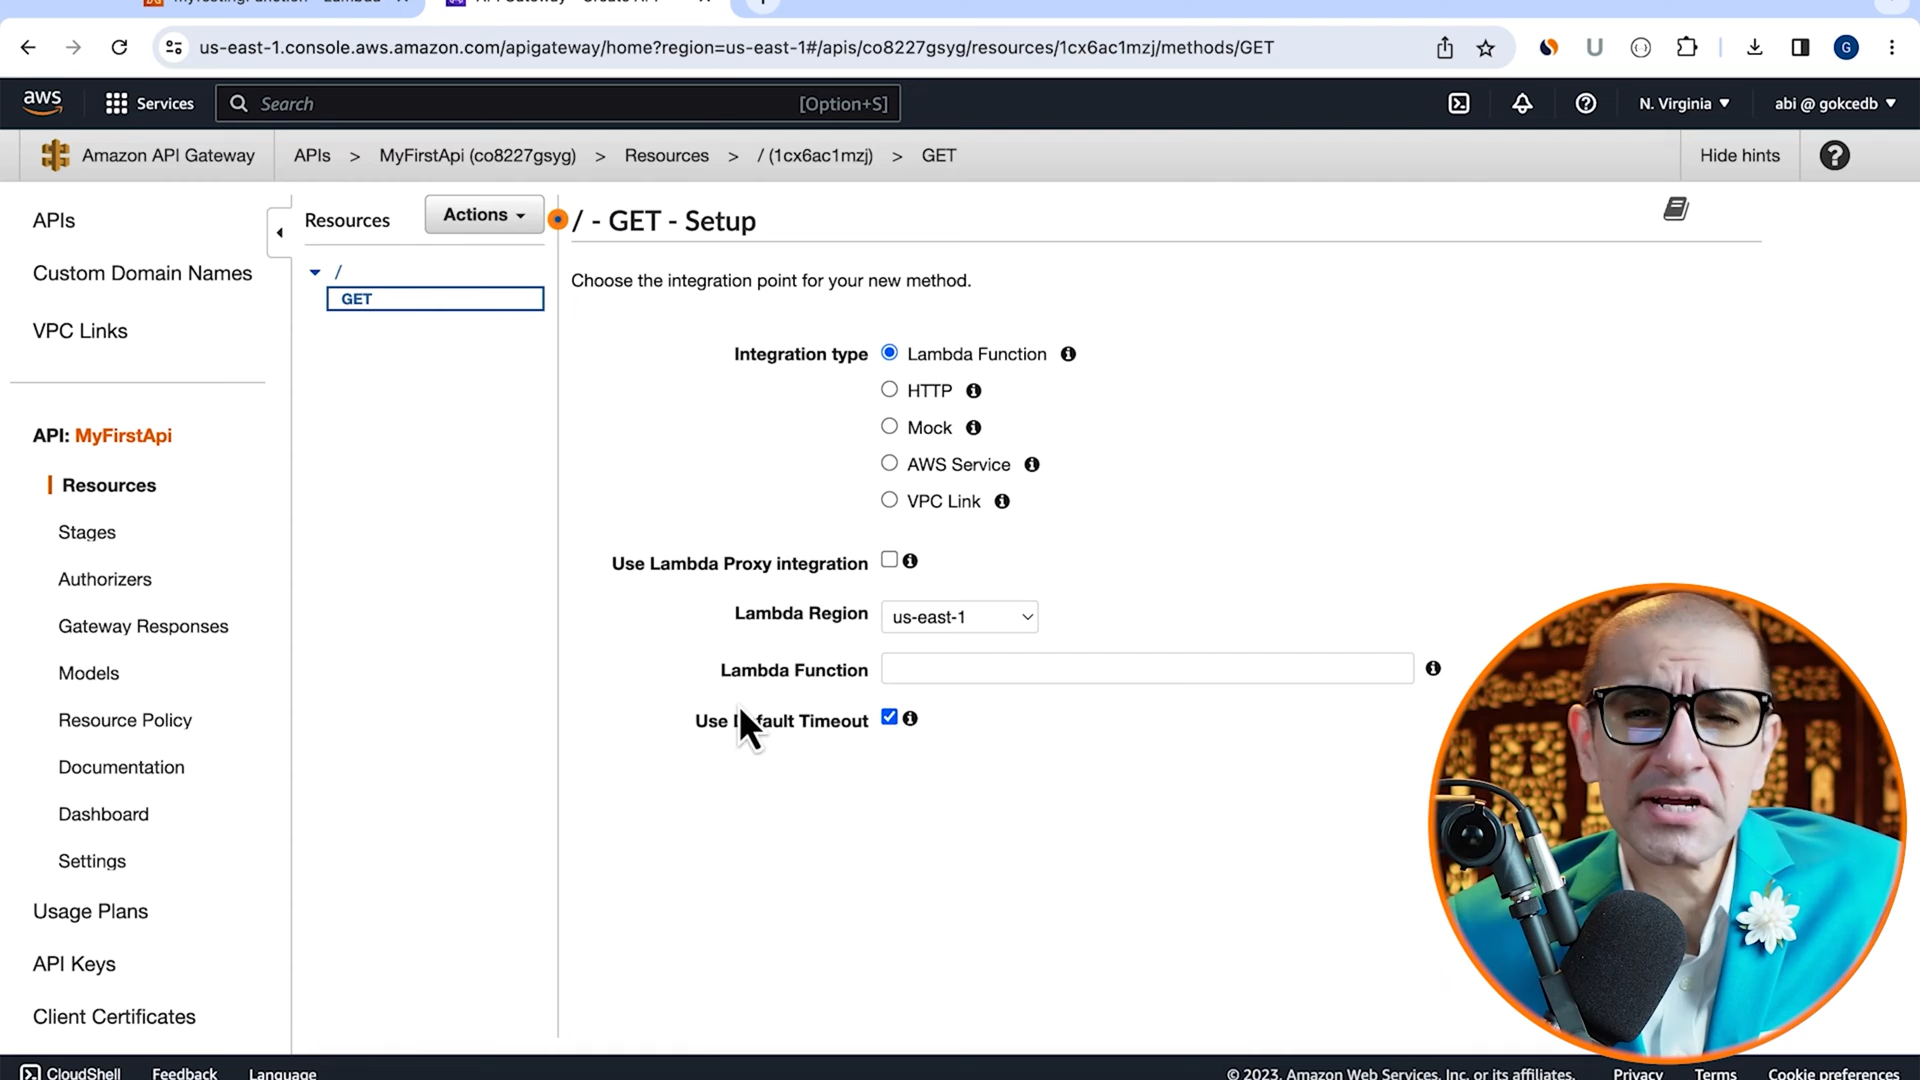 us-east-1.console.aws.amazon.com/apigateway/home?region=us-east-1#/apis/co8227gsyg/resources/1cx6ac1mzj/methods/GET
aws Services Search [Option+S] N. Virginia ▼ abi @ gokcedb ▼
Amazon API Gateway APIs > MyFirstApi (co8227gsyg) > Resources > / (1cx6ac1mzj) > GET Hide hints
APIs
Custom Domain Names
VPC Links
API: MyFirstApi
Resources
Stages
Authorizers
Gateway Responses
Models
Resource Policy
Documentation
Dashboard
Settings
Usage Plans
API Keys
Client Certificates
Resources
Actions
/
GET
/ - GET - Setup
Choose the integration point for your new method.
Integration type
Lambda Function
HTTP
Mock
AWS Service
VPC Link
Use Lambda Proxy integration
Lambda Region us-east-1
Lambda Function
Use Timeout
CloudShell Feedback Language © 2023, Amazon Web Services, Inc. or its affiliates. Privacy Terms Cookie preferences